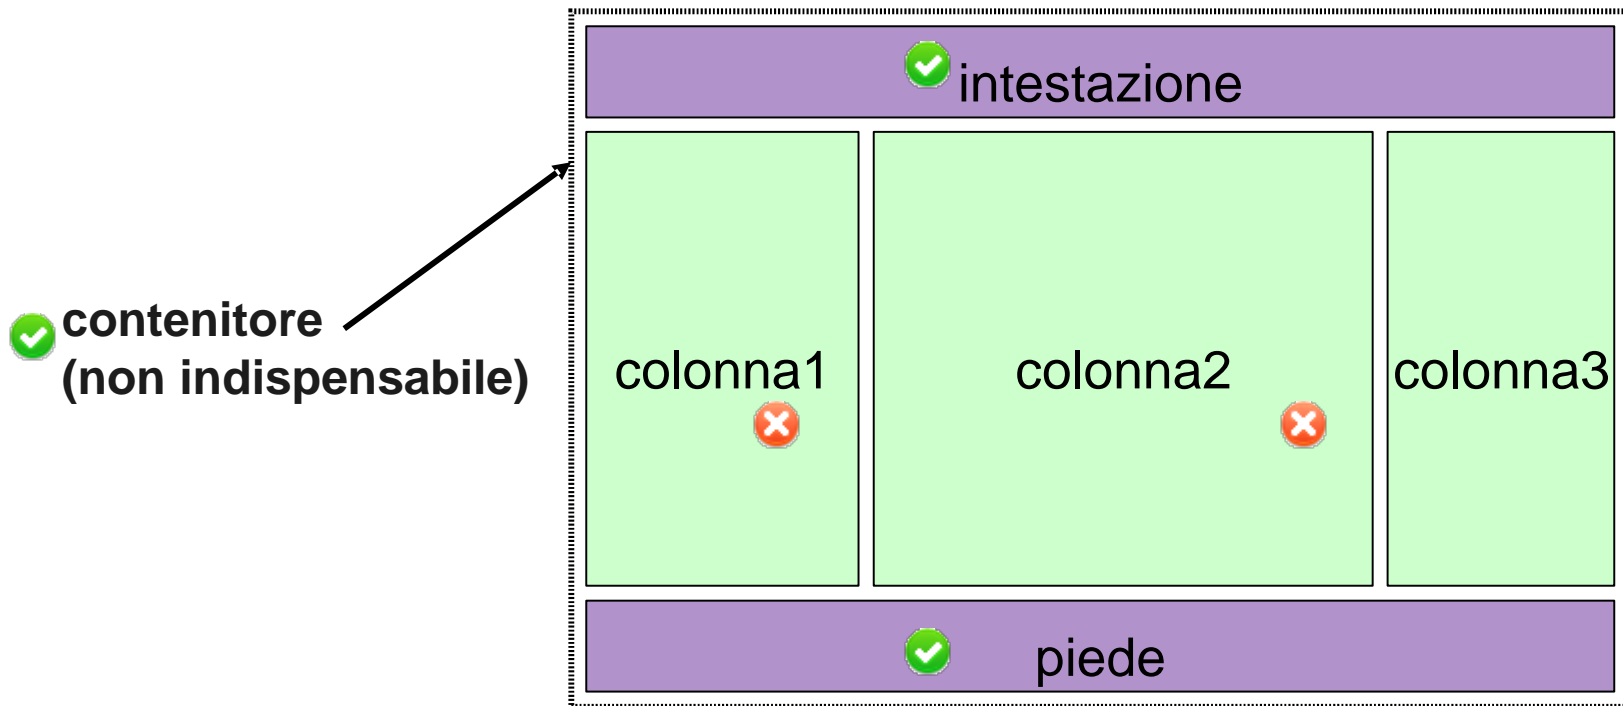 intestazione
contenitore
(non indispensabile)
colonna1
colonna2
colonna3
piede